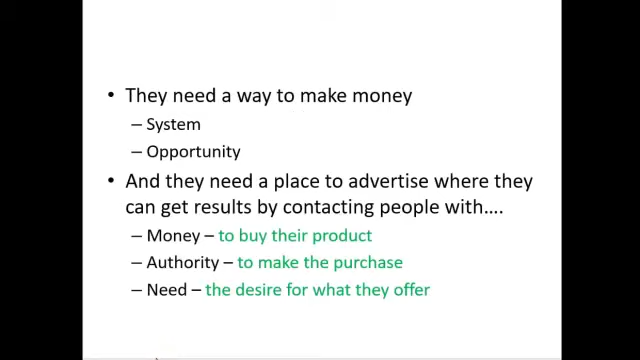 • They need a way to make money
– System
– Opportunity
• And they need a place to advertise where they
can get results by contacting people with….
– Money – to buy their product
– Authority – to make the purchase
– Need – the desire for what they offer